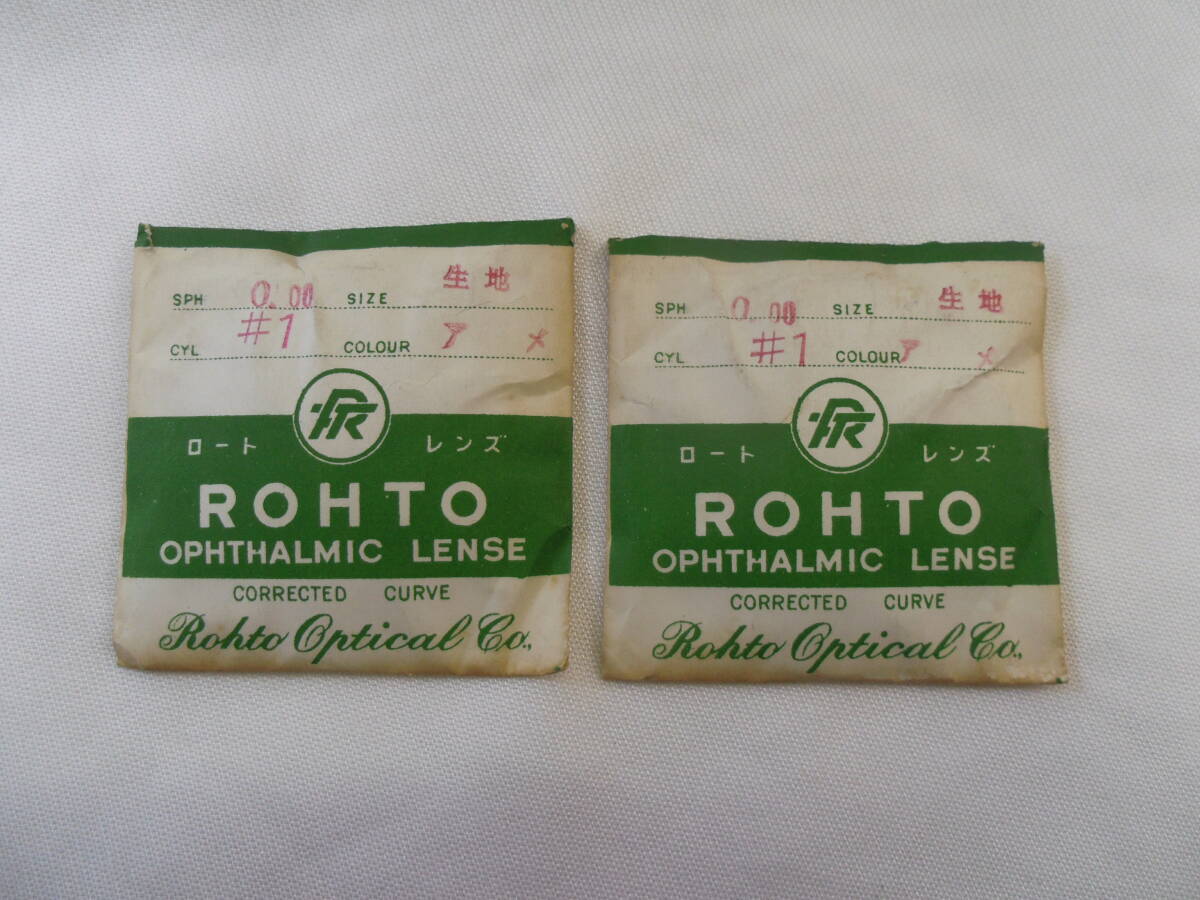 SPH 0.00 SIZE 生地
CYL #1 COLOUR ア メ
ロート レンズ
ROHTO
OPHTHALMIC LENSE
CORRECTED CURVE
Rohto Optical Co.,
SPH 0.00 SIZE 生地
CYL #1 COLOUR ア メ
ロート レンズ
ROHTO
OPHTHALMIC LENSE
CORRECTED CURVE
Rohto Optical Co.,